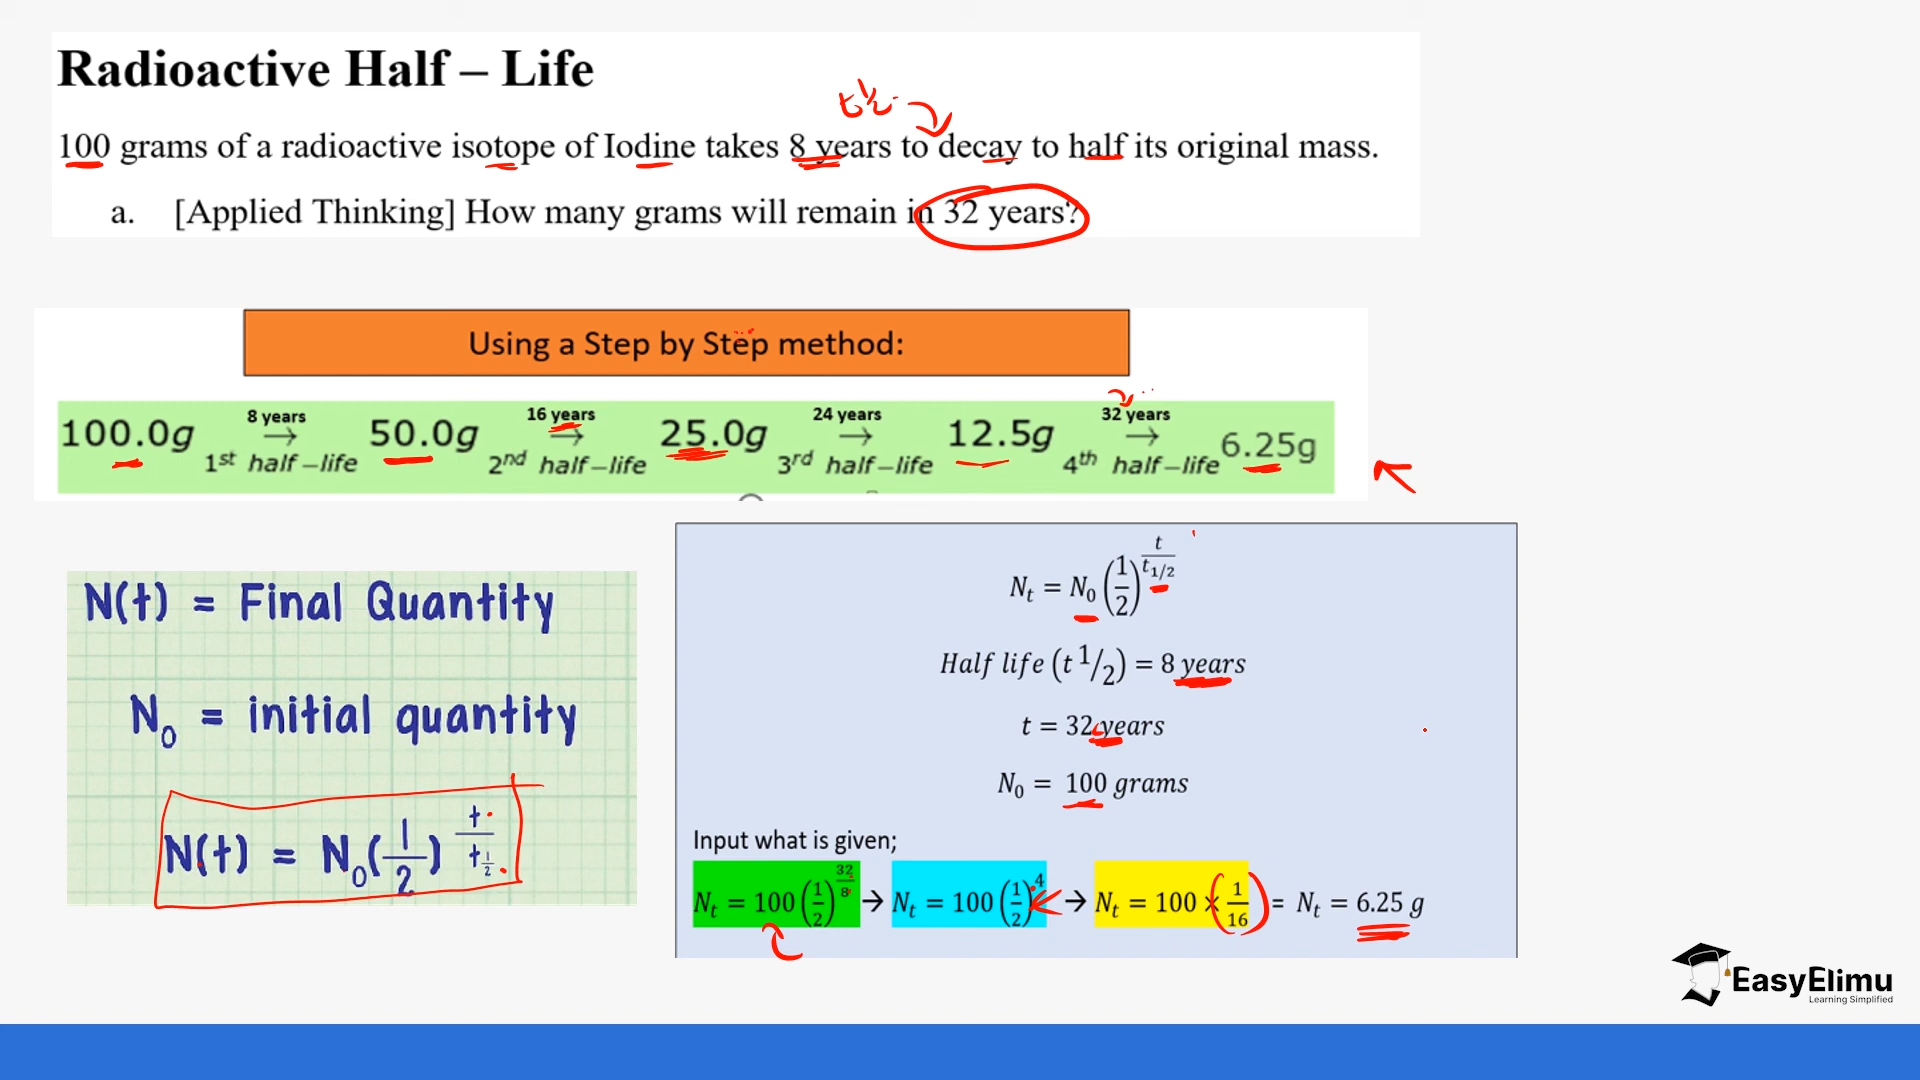 Radioactive Half – Life
t½
100 grams of a radioactive isotope of Iodine takes 8 years to decay to half its original mass.
a. [Applied Thinking] How many grams will remain in 32 years?
Using a Step by Step method:
100.0g 8 years → 1st half–life 50.0g 16 years → 2nd half–life 25.0g 24 years → 3rd half–life 12.5g 32 years → 4th half–life 6.25g
N(t) = Final Quantity
N₀ = initial quantity
N(t) = N₀(1/2)^(t/t½)
Nₜ = N₀(1/2)^(t/t1/2)
Half life (t 1/2) = 8 years
t = 32 years
N₀ = 100 grams
Input what is given;
Nₜ = 100(1/2)^(32/8) → Nₜ = 100(1/2)^4 → Nₜ = 100 × (1/16) = Nₜ = 6.25 g
EasyElimu
Learning Simplified